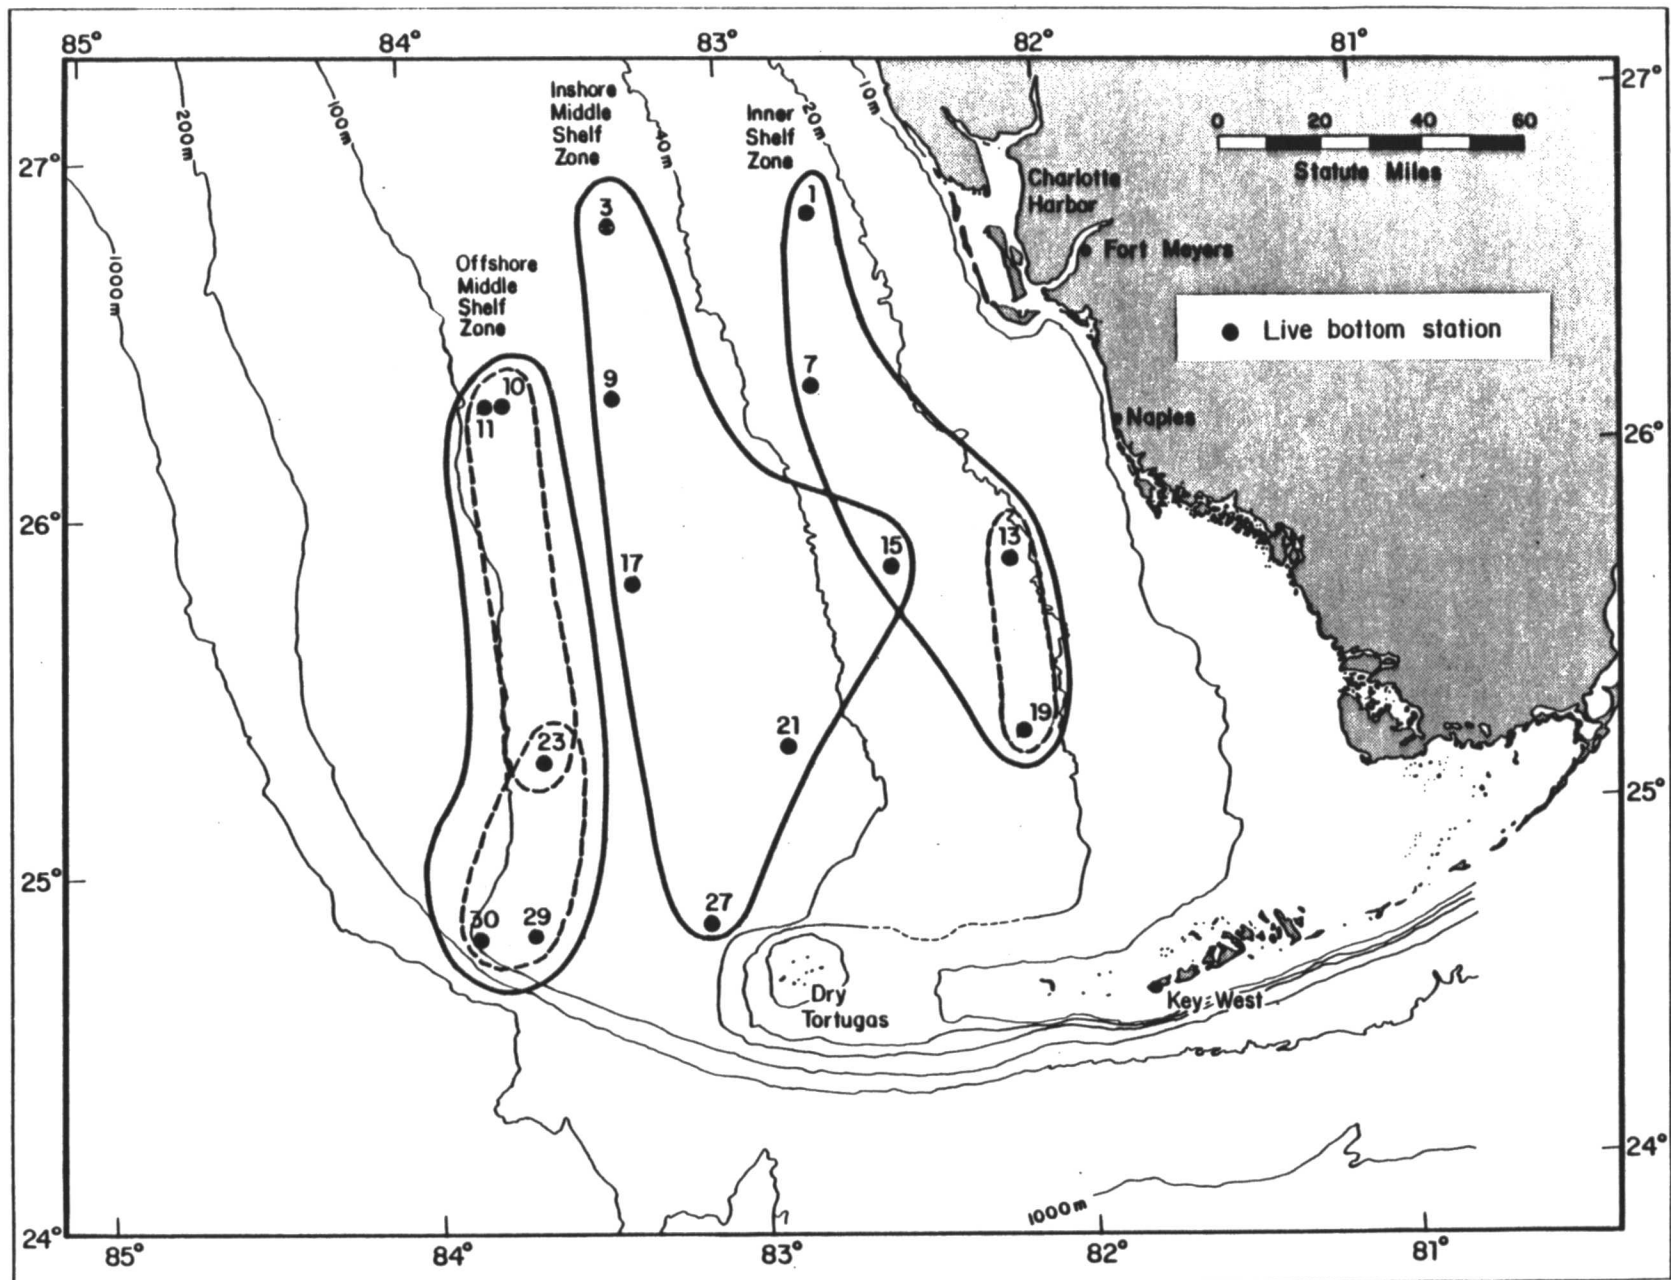 85° 84° 83° 82° 81°
27°
27°
26°
26°
25°
25°
24°
24°
85° 84° 83° 82° 81°
200m
100m
1000m
40m
20m
10m
Inshore
Middle
Shelf
Zone
Inner
Shelf
Zone
Offshore
Middle
Shelf
Zone
0 20 40 60
Statute Miles
Charlotte
Harbor
Fort Meyers
Live bottom station
Naples
1
3
7
9
10
11
13
15
17
19
21
23
27
29
30
Dry
Tortugas
Key West
1000m